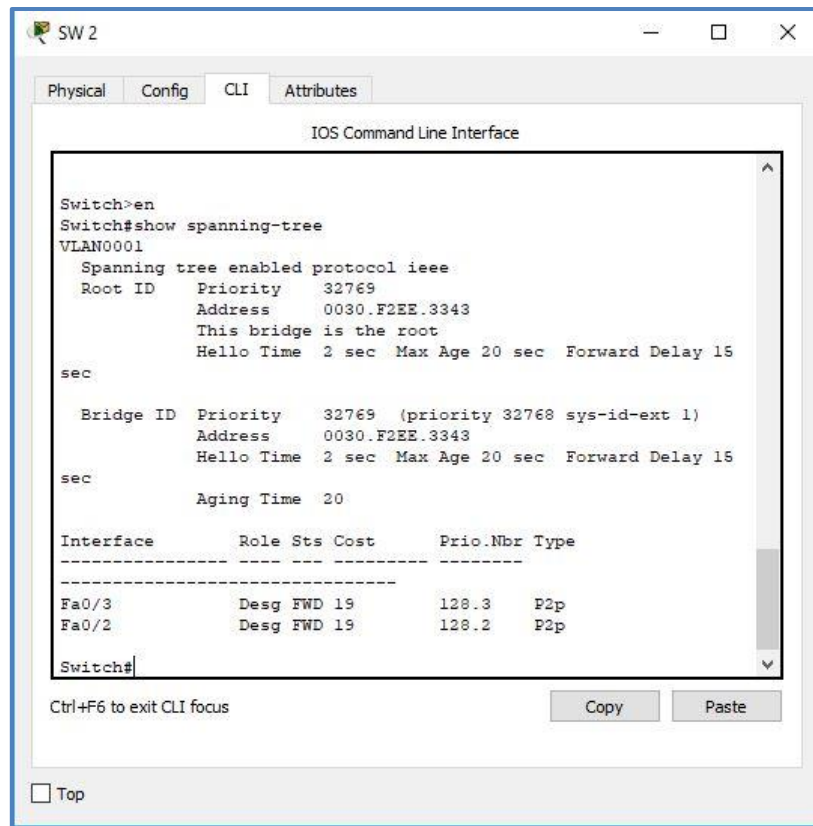 SW 2
Physical Config CLI Attributes
IOS Command Line Interface
Switch>en
Switch#show spanning-tree
VLAN0001
  Spanning tree enabled protocol ieee
  Root ID    Priority    32769
             Address     0030.F2EE.3343
             This bridge is the root
             Hello Time  2 sec  Max Age 20 sec  Forward Delay 15
sec
  Bridge ID  Priority    32769  (priority 32768 sys-id-ext 1)
             Address     0030.F2EE.3343
             Hello Time  2 sec  Max Age 20 sec  Forward Delay 15
sec
             Aging Time  20
Interface        Role Sts Cost      Prio.Nbr Type
---------------- ---- --- --------- --------
--------------------------------
Fa0/3            Desg FWD 19        128.3    P2p
Fa0/2            Desg FWD 19        128.2    P2p
Switch#
Ctrl+F6 to exit CLI focus
Copy Paste
Top